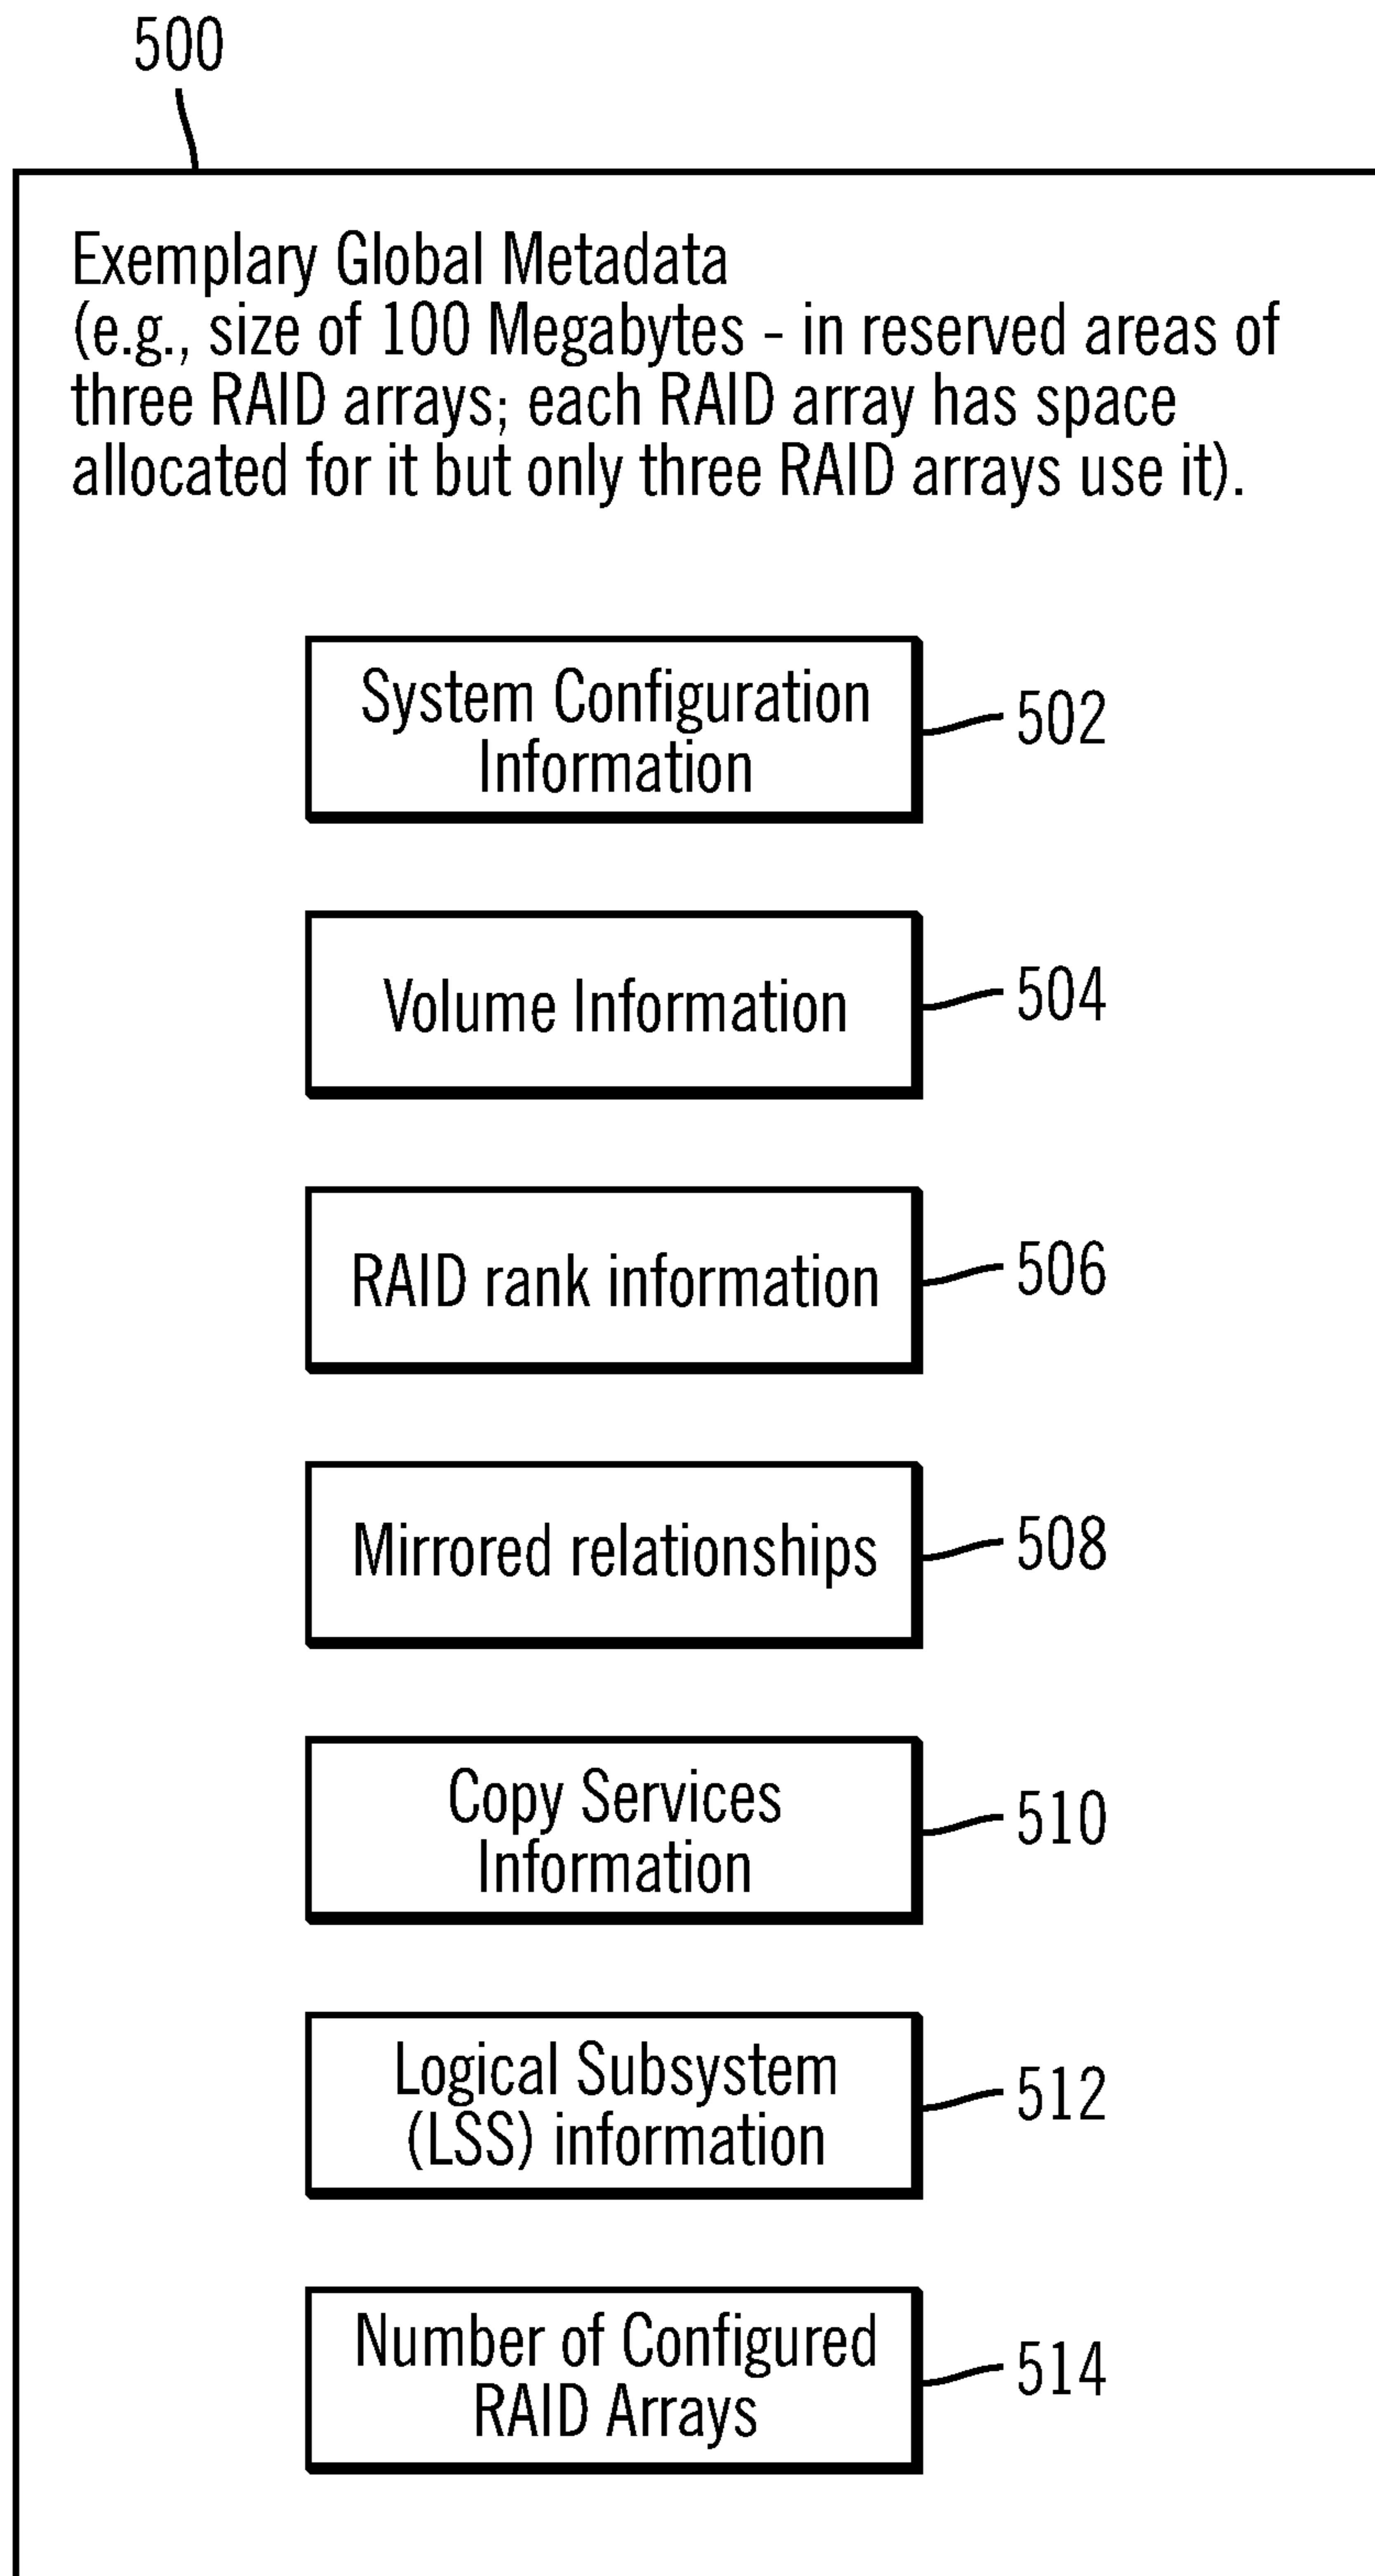 500
Exemplary Global Metadata
(e.g., size of 100 Megabytes - in reserved areas of
three RAID arrays; each RAID array has space
allocated for it but only three RAID arrays use it).
System Configuration
Information
502
Volume Information
504
RAID rank information
506
Mirrored relationships
508
Copy Services
Information
510
Logical Subsystem
(LSS) information
512
Number of Configured
RAID Arrays
514